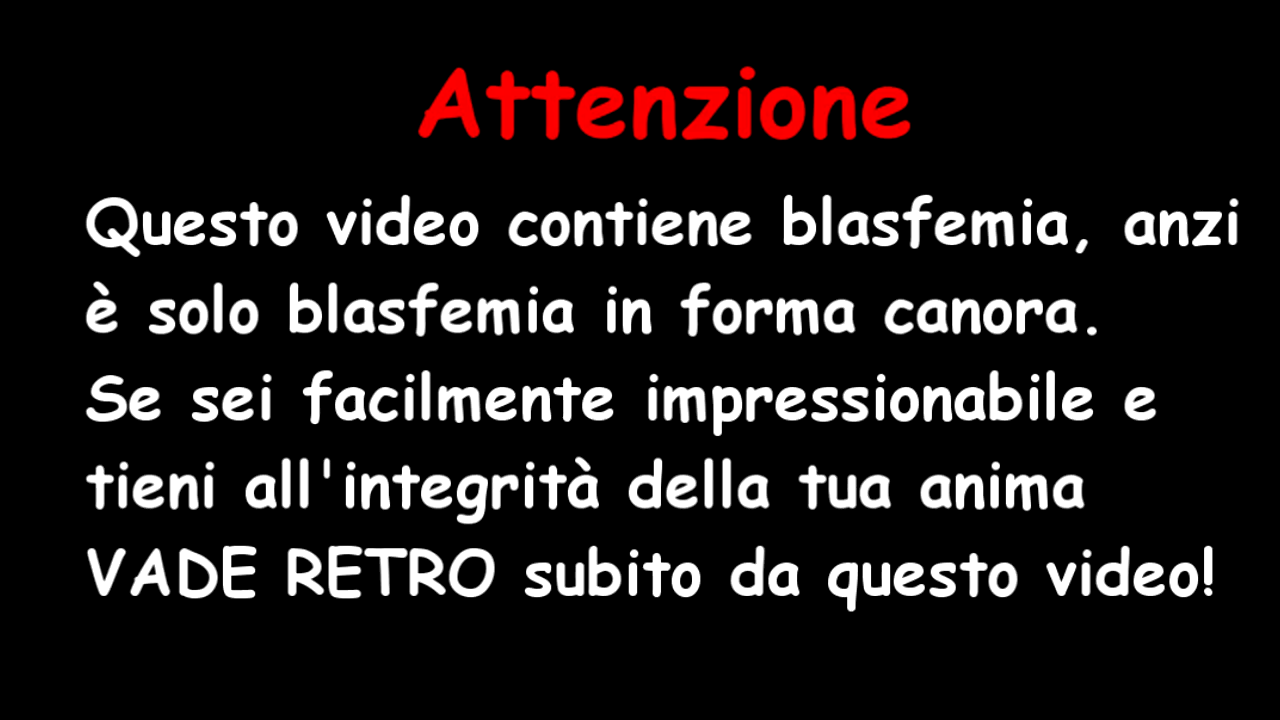 Attenzione
Questo video contiene blasfemia, anzi
è solo blasfemia in forma canora.
Se sei facilmente impressionabile e
tieni all'integrità della tua anima
VADE RETRO subito da questo video!